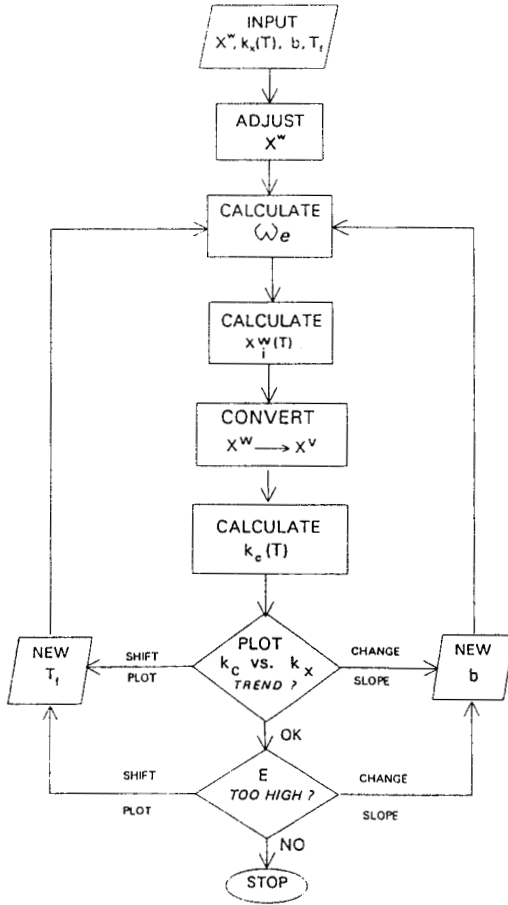 INPUT
X^w, k_x(T), b, T_f
ADJUST
X^w
CALCULATE
ω_e
CALCULATE
X_i^w(T)
CONVERT
X^w → X^v
CALCULATE
k_c(T)
PLOT
k_c vs. k_x
TREND ?
SHIFT
PLOT
NEW
T_f
CHANGE
SLOPE
NEW
b
OK
E
TOO HIGH ?
SHIFT
PLOT
CHANGE
SLOPE
NO
STOP